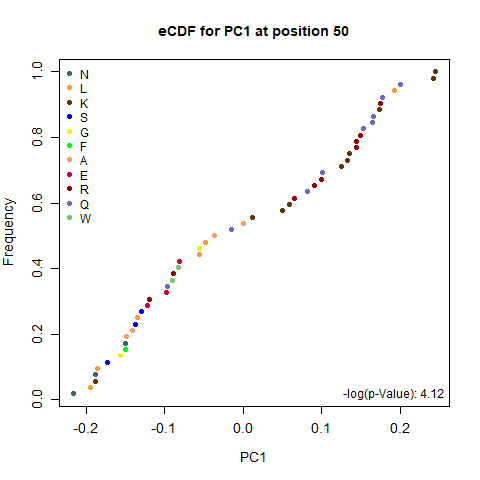 eCDF for PC1 at position 50
Frequency
1.0
0.8
0.6
0.4
0.2
0.0
N
L
K
S
G
F
A
E
R
Q
W
-log(p-Value): 4.12
-0.2 -0.1 0.0 0.1 0.2
PC1